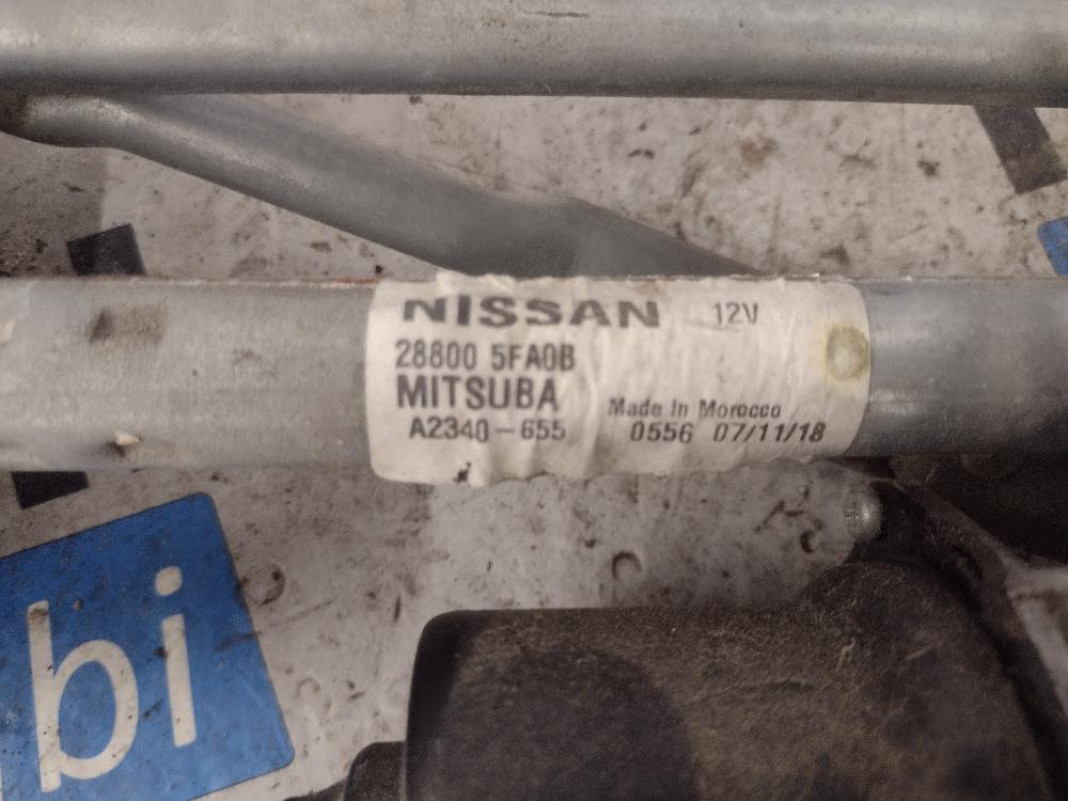 NISSAN 12V
28800 5FA0B
MITSUBA
Made In Morocco
A2340-655
0556 07/11/18
bi